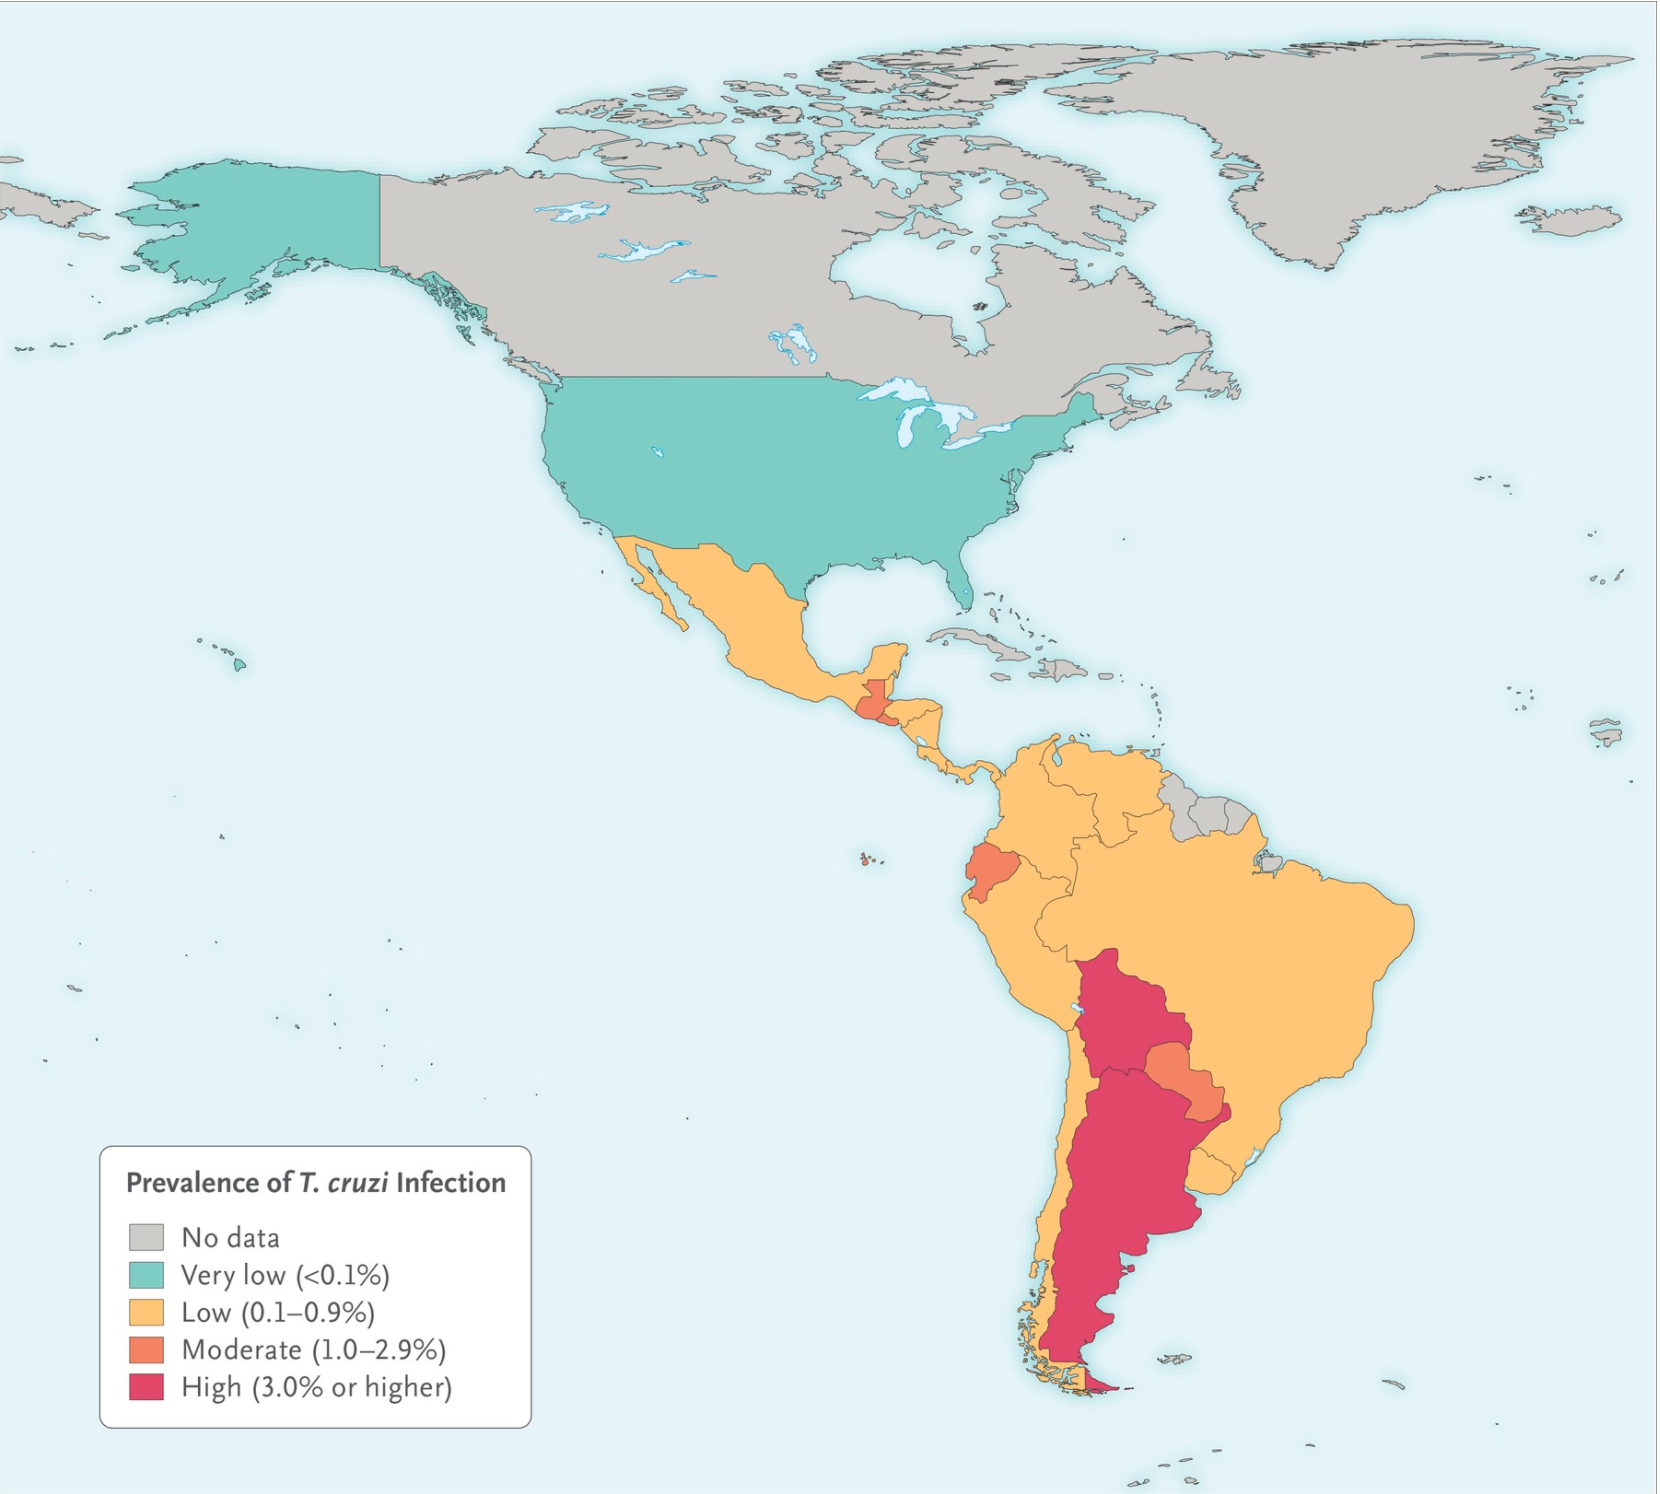 Prevalence of T. cruzi Infection
No data
Very low (<0.1%)
Low (0.1–0.9%)
Moderate (1.0–2.9%)
High (3.0% or higher)